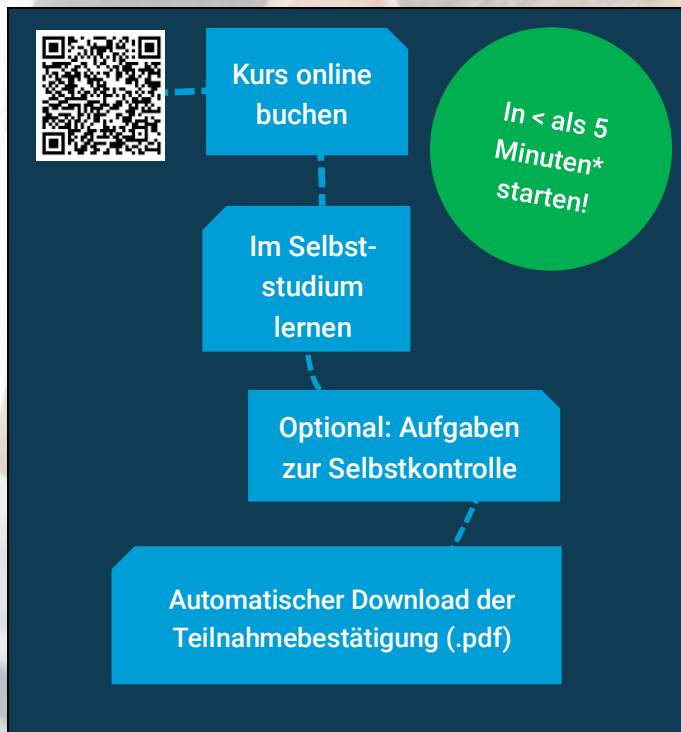 Kurs online
buchen
In < als 5
Minuten*
starten!
Im Selbst-
studium
lernen
Optional: Aufgaben
zur Selbstkontrolle
Automatischer Download der
Teilnahmebestätigung (.pdf)